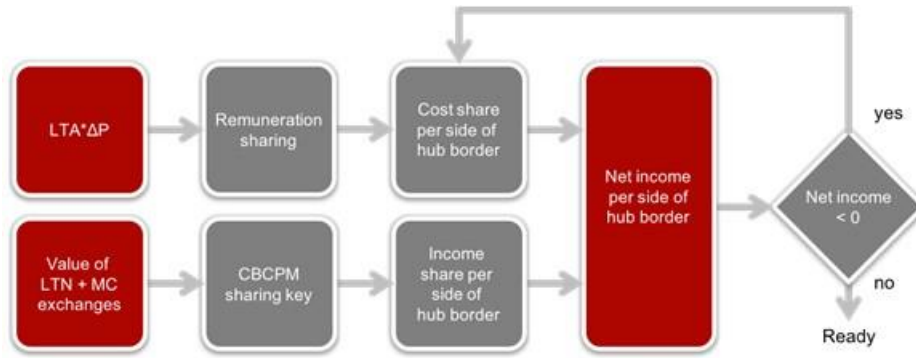 LTA*ΔP
Remuneration
sharing
Cost share
per side of
hub border
Net income
per side of
hub border
yes
Net income
< 0
Value of
LTN + MC
exchanges
CBCPM
sharing key
Income
share per
side of
hub border
no
Ready